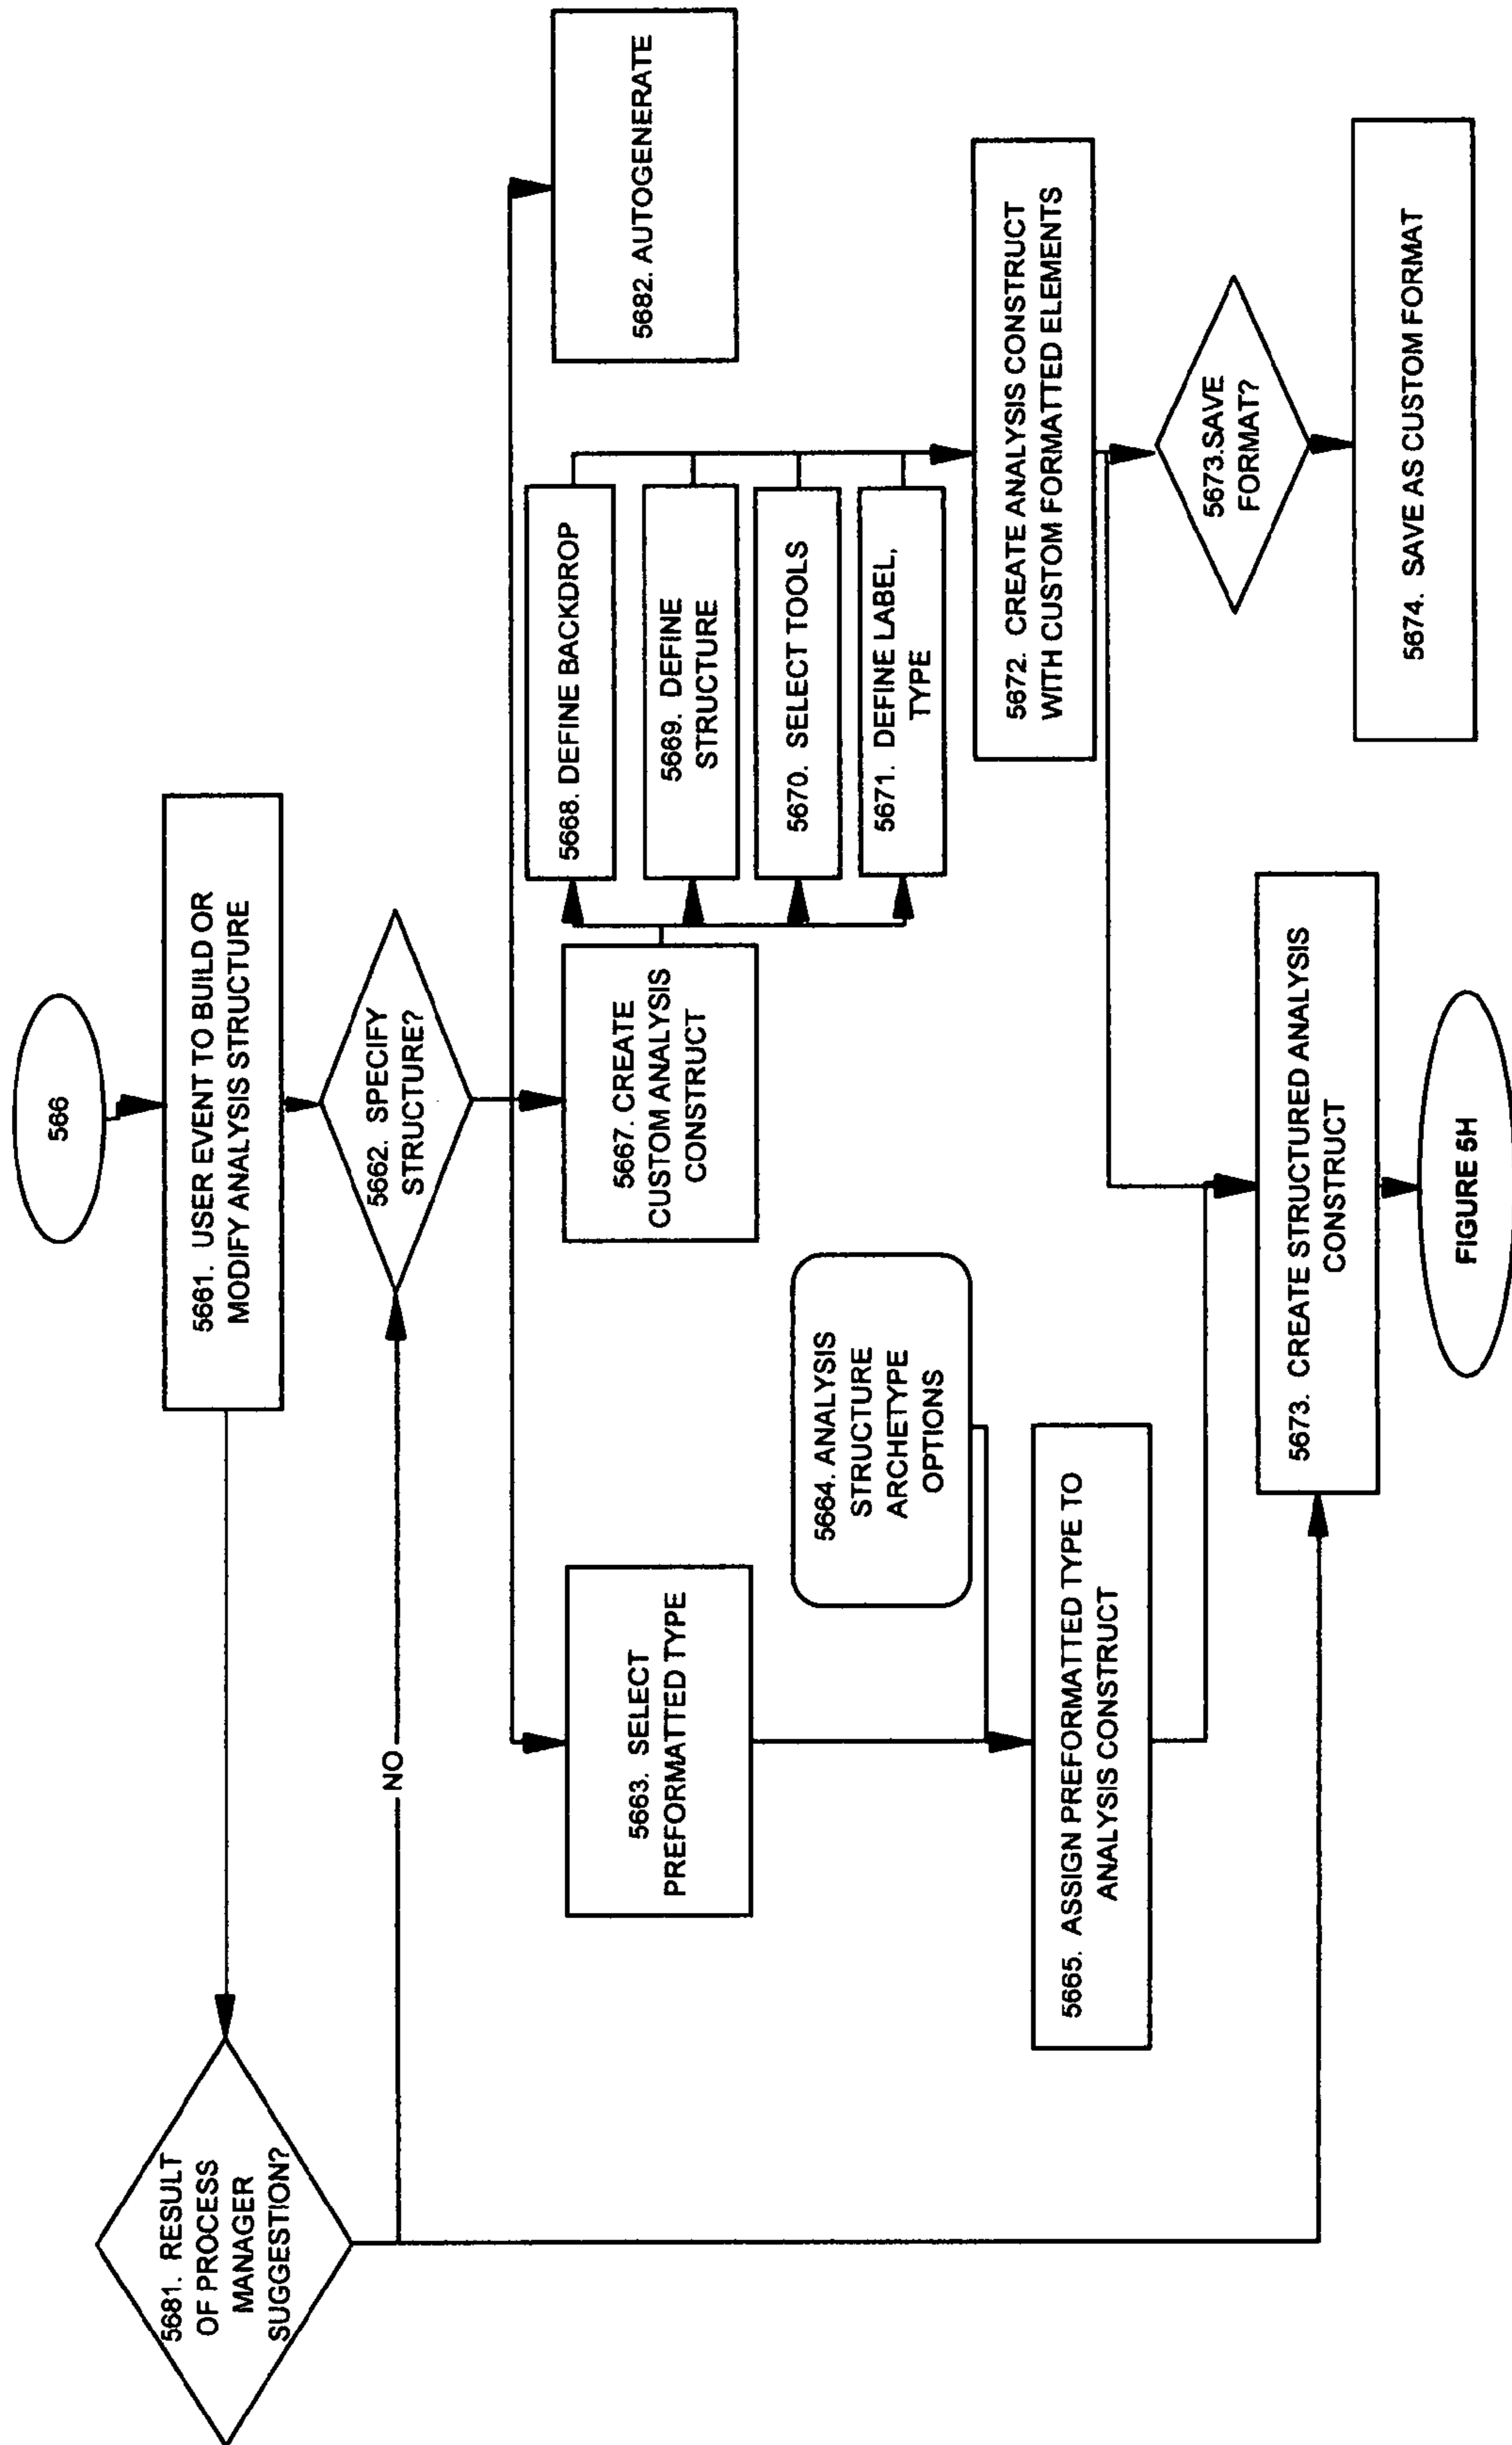 566
5661. USER EVENT TO BUILD OR
MODIFY ANALYSIS STRUCTURE
5681. RESULT
OF PROCESS
MANAGER
SUGGESTION?
5662. SPECIFY
STRUCTURE?
NO
5663. SELECT
PREFORMATTED TYPE
5667. CREATE
CUSTOM ANALYSIS
CONSTRUCT
5668. DEFINE BACKDROP
5669. DEFINE
STRUCTURE
5670. SELECT TOOLS
5671. DEFINE LABEL,
TYPE
5682. AUTOGENERATE
5664. ANALYSIS
STRUCTURE
ARCHETYPE
OPTIONS
5665. ASSIGN PREFORMATTED TYPE TO
ANALYSIS CONSTRUCT
5672. CREATE ANALYSIS CONSTRUCT
WITH CUSTOM FORMATTED ELEMENTS
5673.SAVE
FORMAT?
5673. CREATE STRUCTURED ANALYSIS
CONSTRUCT
5674. SAVE AS CUSTOM FORMAT
FIGURE 5H